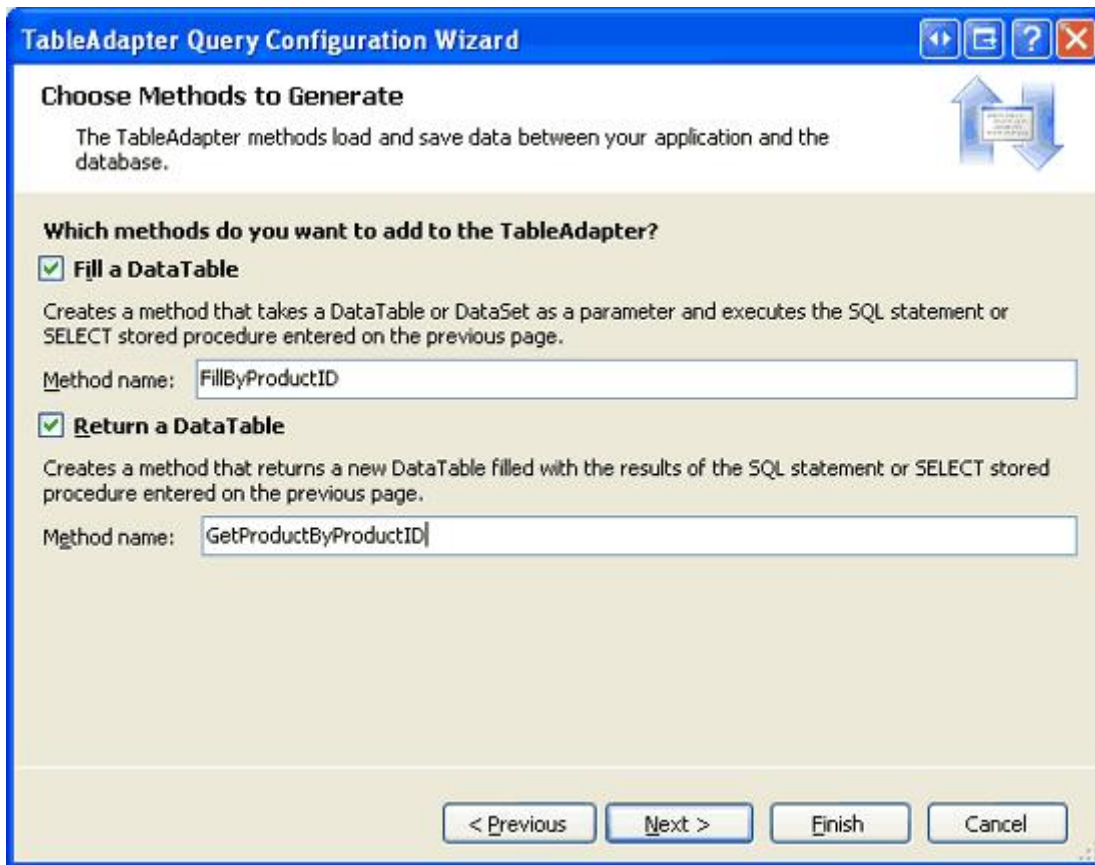 TableAdapter Query Configuration Wizard
Choose Methods to Generate
The TableAdapter methods load and save data between your application and the
database.
Which methods do you want to add to the TableAdapter?
Fill a DataTable
Creates a method that takes a DataTable or DataSet as a parameter and executes the SQL statement or
SELECT stored procedure entered on the previous page.
Method name: FillByProductID
Return a DataTable
Creates a method that returns a new DataTable filled with the results of the SQL statement or SELECT stored
procedure entered on the previous page.
Method name: GetProductByProductID
< Previous Next > Finish Cancel